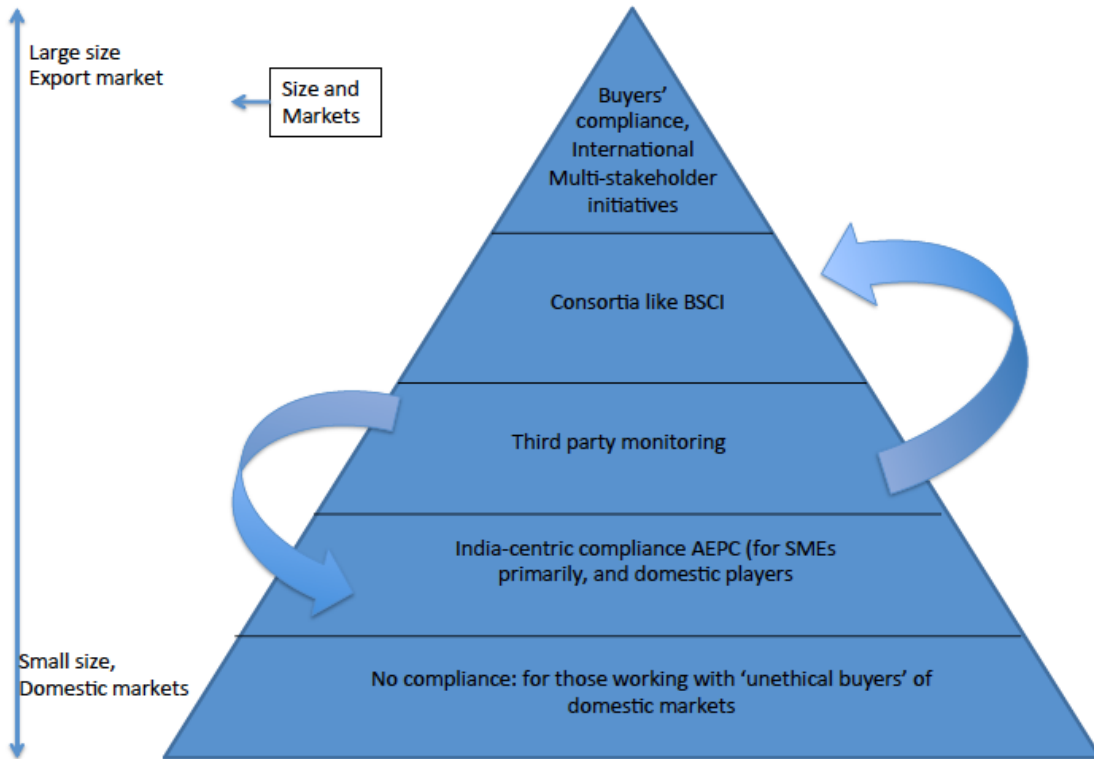 Large size
Export market
Size and
Markets
Buyers’
compliance,
International
Multi-stakeholder
initiatives
Consortia like BSCI
Third party monitoring
India-centric compliance AEPC (for SMEs
primarily, and domestic players
Small size,
Domestic markets
No compliance: for those working with ‘unethical buyers’ of
domestic markets